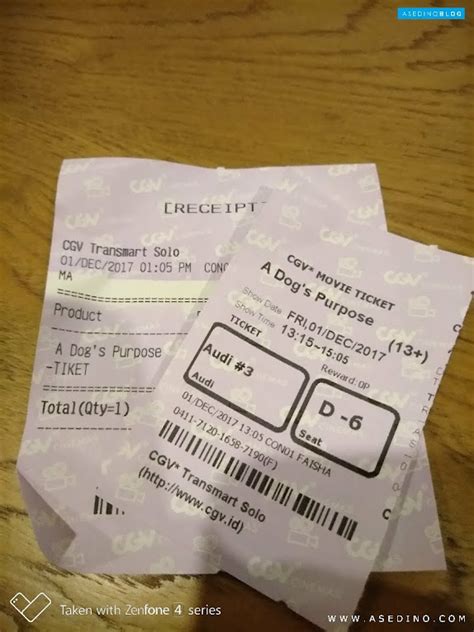 ASEDINOBLOG
[RECEIPT
CGV Transmart Solo
01/DEC/2017 01:05 PM CON0
MA
Product
A Dog's Purpose
-TIKET
Total(Qty=1)
CGV* MOVIE TICKET
A Dog's Purpose
(13+)
Show Date FRI,01/DEC/2017
Show Time 13:15~15:05
TICKET
Reward:0P
Audi #3
Audi
D -6
Seat
01/DEC/2017 13:05 CON01 FAISHA
0411-7120-1698-7190(F)
CGV* Transmart Solo
(http://www.cgv.id)
Taken with Zenfone 4 series
WWW.ASEDINO.COM